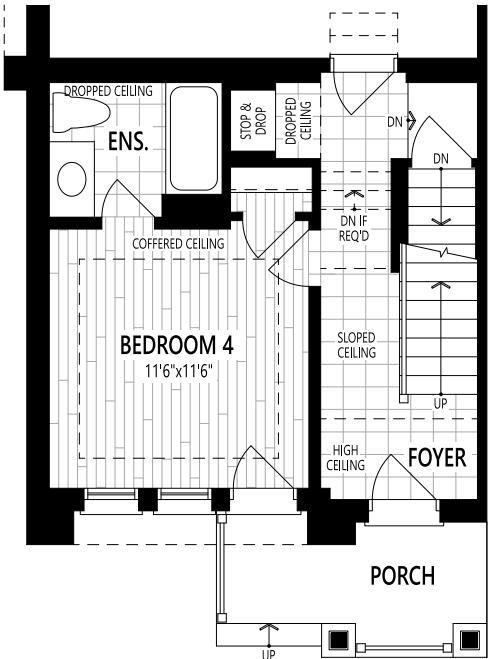 DROPPED CEILING
ENS.
STOP &
DROP
DROPPED
CEILING
DN
DN
DN IF
REQ'D
COFFERED CEILING
BEDROOM 4
11'6"x11'6"
SLOPED
CEILING
UP
HIGH
CEILING
FOYER
PORCH
UP